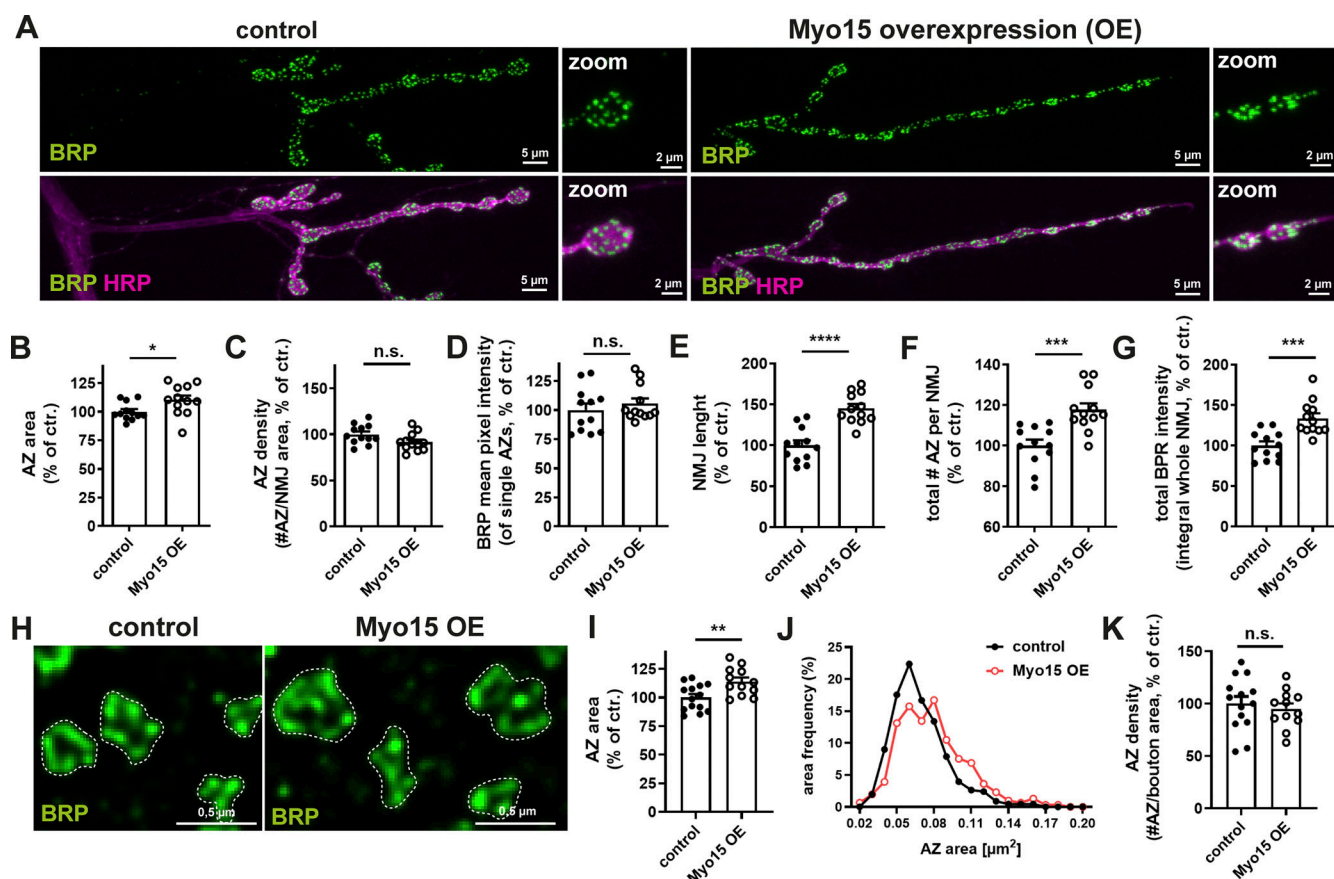 A
control
Myo15 overexpression (OE)
BRP
5 µm
zoom
2 µm
BRP
5 µm
zoom
2 µm
BRP HRP
5 µm
zoom
2 µm
BRP HRP
5 µm
zoom
2 µm
B
AZ area
(% of ctr.)
125
100
75
50
25
0
*
control
Myo15 OE
C
AZ density
(#AZ/NMJ area, % of ctr.)
150
100
50
0
n.s.
control
Myo15 OE
D
BRP mean pixel intensity
(of single AZs, % of ctr.)
125
100
75
50
25
0
n.s.
control
Myo15 OE
E
NMJ lenght
(% of ctr.)
200
150
100
50
0
****
control
Myo15 OE
F
total # AZ per NMJ
(% of ctr.)
140
120
100
80
60
***
control
Myo15 OE
G
total BPR intensity
(integral whole NMJ, % of ctr.)
200
150
100
50
0
***
control
Myo15 OE
H
control
Myo15 OE
BRP
0,5 µm
BRP
0,5 µm
I
AZ area
(% of ctr.)
125
100
75
50
25
0
**
control
Myo15 OE
J
area frequency (%)
25
20
15
10
5
0
control
Myo15 OE
0.02 0.05 0.08 0.11 0.14 0.17 0.20
AZ area [µm²]
K
AZ density
(#AZ/bouton area, % of ctr.)
150
100
50
0
n.s.
control
Myo15 OE